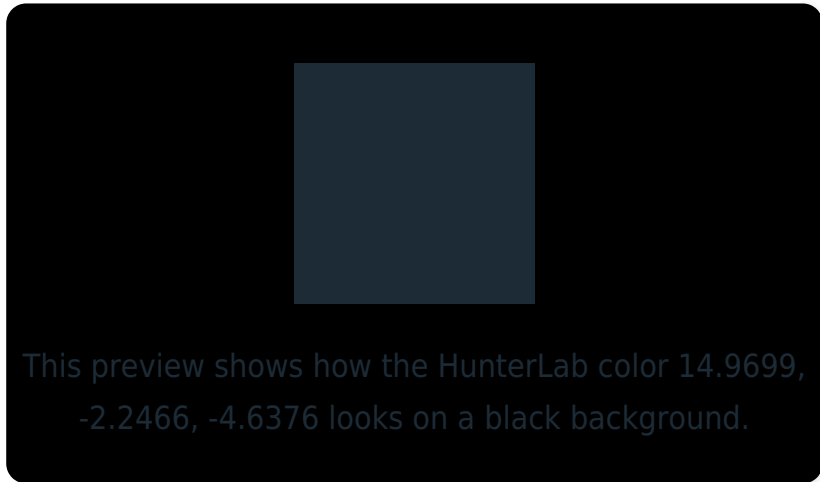 This preview shows how the HunterLab color 14.9699,
-2.2466, -4.6376 looks on a black background.